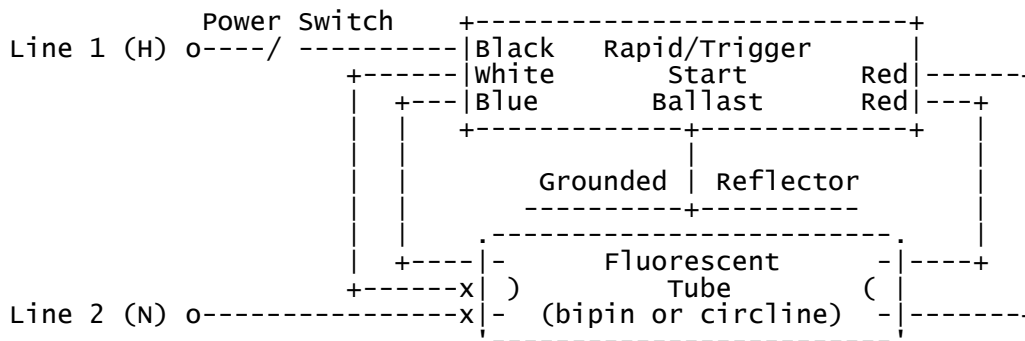 Power Switch
Line 1 (H) o----/ ----------|Black Rapid/Trigger |
+------|White Start Red|------
| +---|Blue Ballast Red|---+
Grounded | Reflector
| +----|- Fluorescent -|----+
+------x| ) Tube ( |
Line 2 (N) o----------------x|- (bipin or circline) -|-------